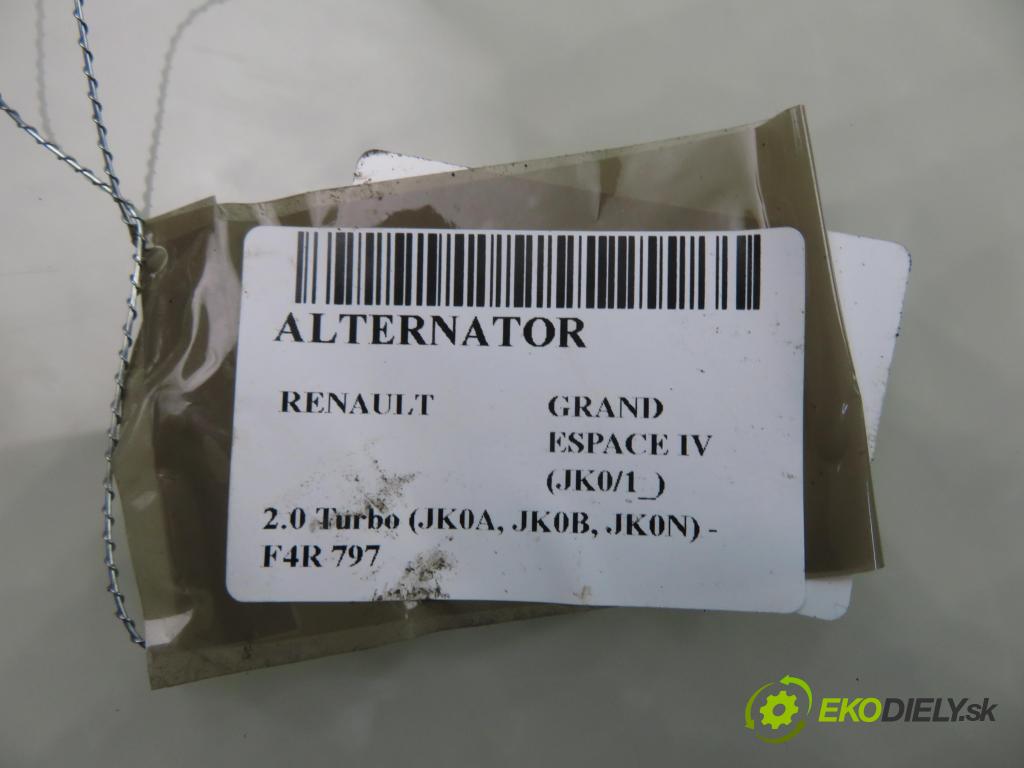 ALTERNATOR
RENAULT GRAND
ESPACE IV
(JK0/1_)
2.0 Turbo (JK0A, JK0B, JK0N) -
F4R 797
EKODIELY.sk